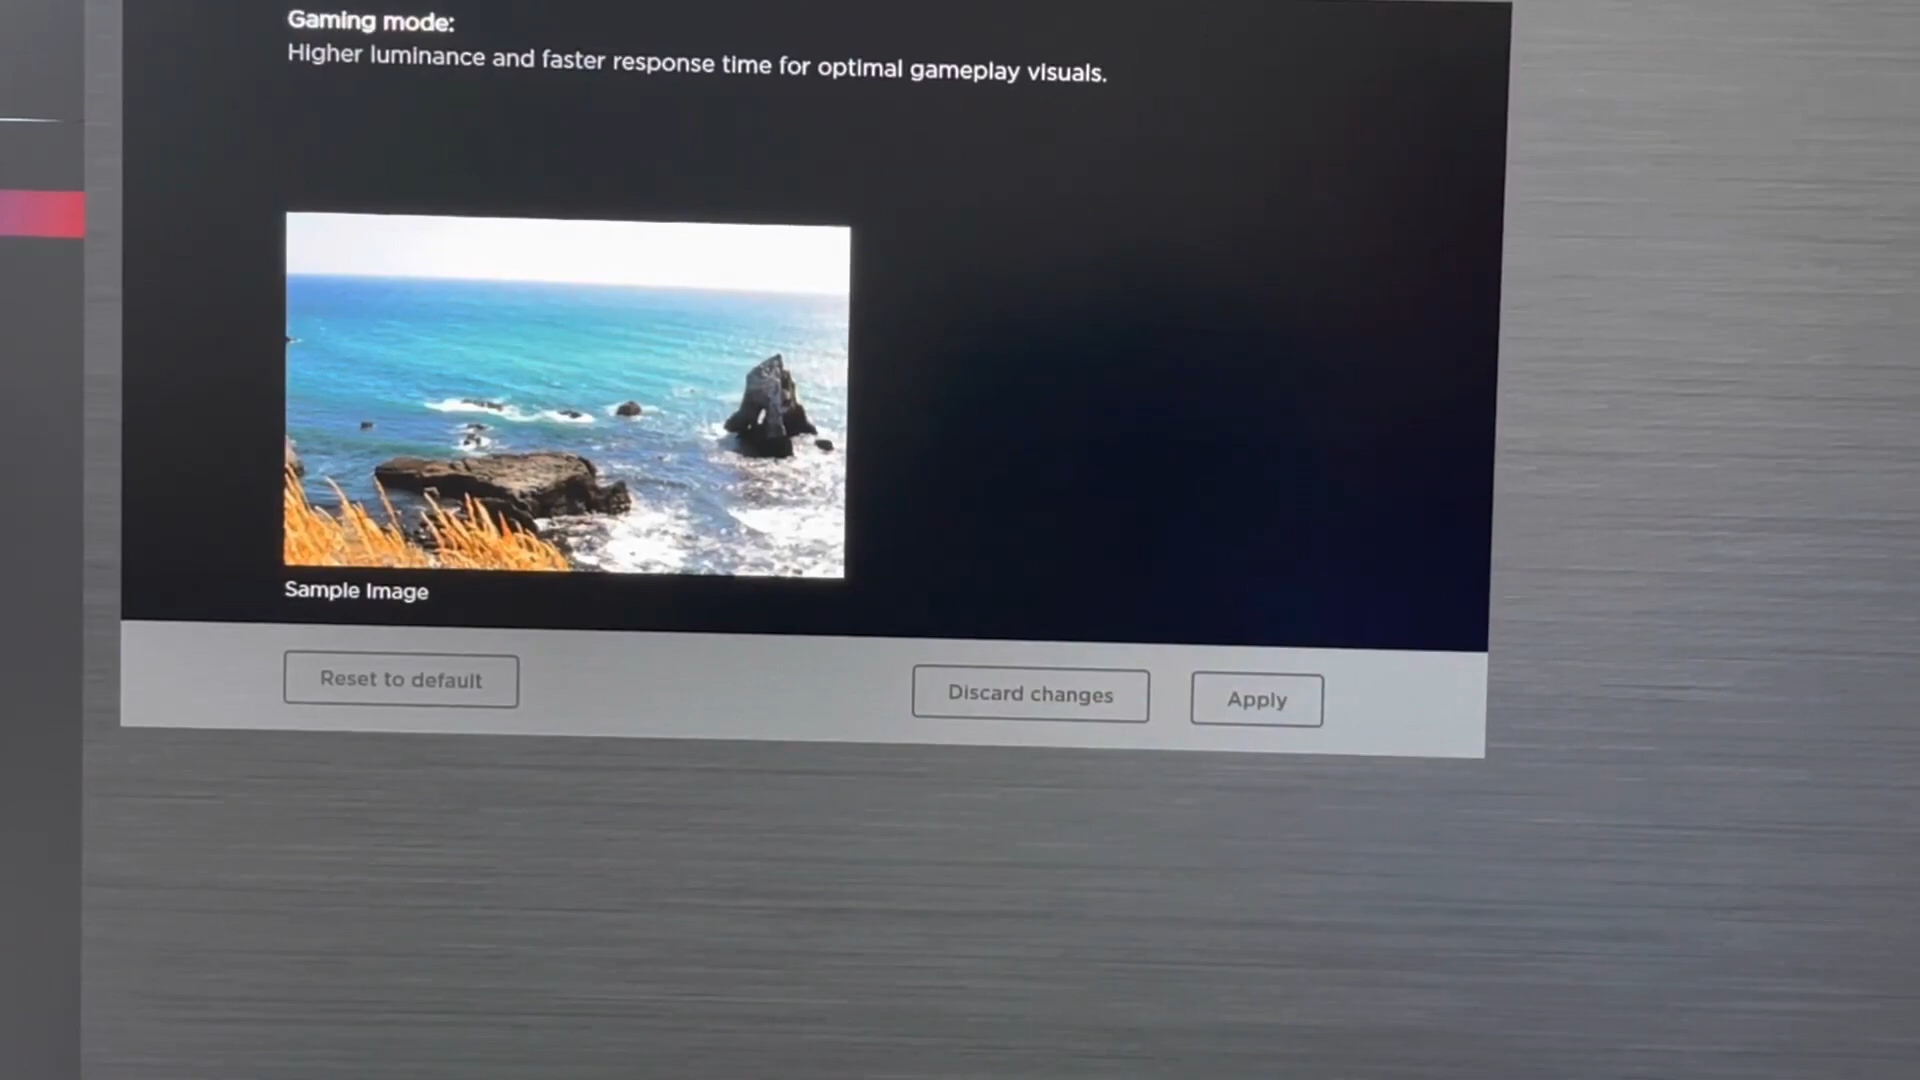 Gaming mode:
Higher luminance and faster response time for optimal gameplay visuals.
Sample Image
Reset to default
Discard changes
Apply